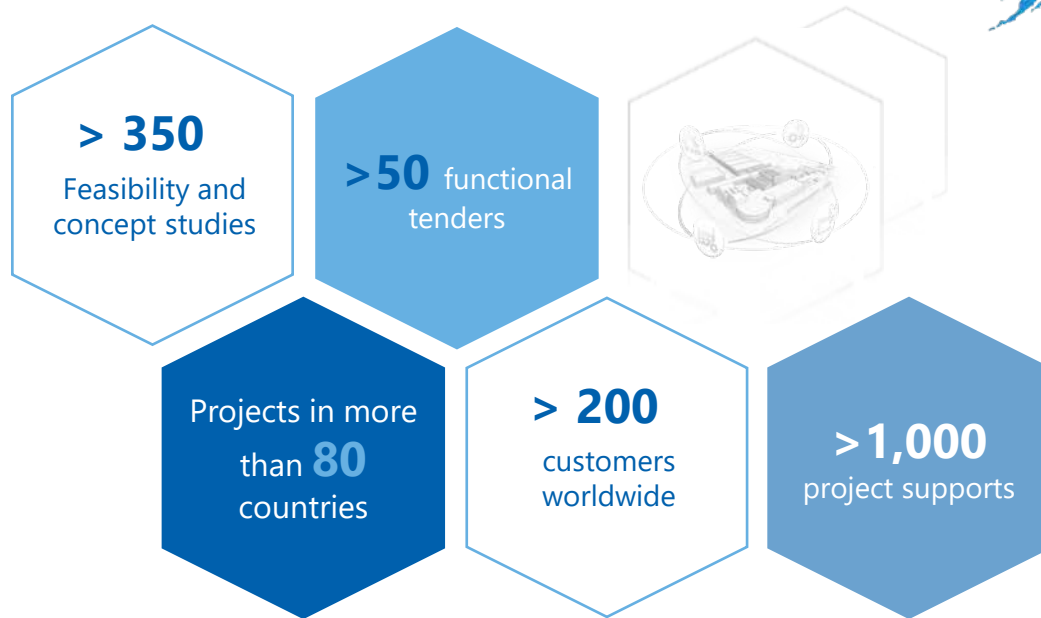 > 350
Feasibility and
concept studies
>50 functional
tenders
Projects in more
than 80
countries
> 200
customers
worldwide
>1,000
project supports